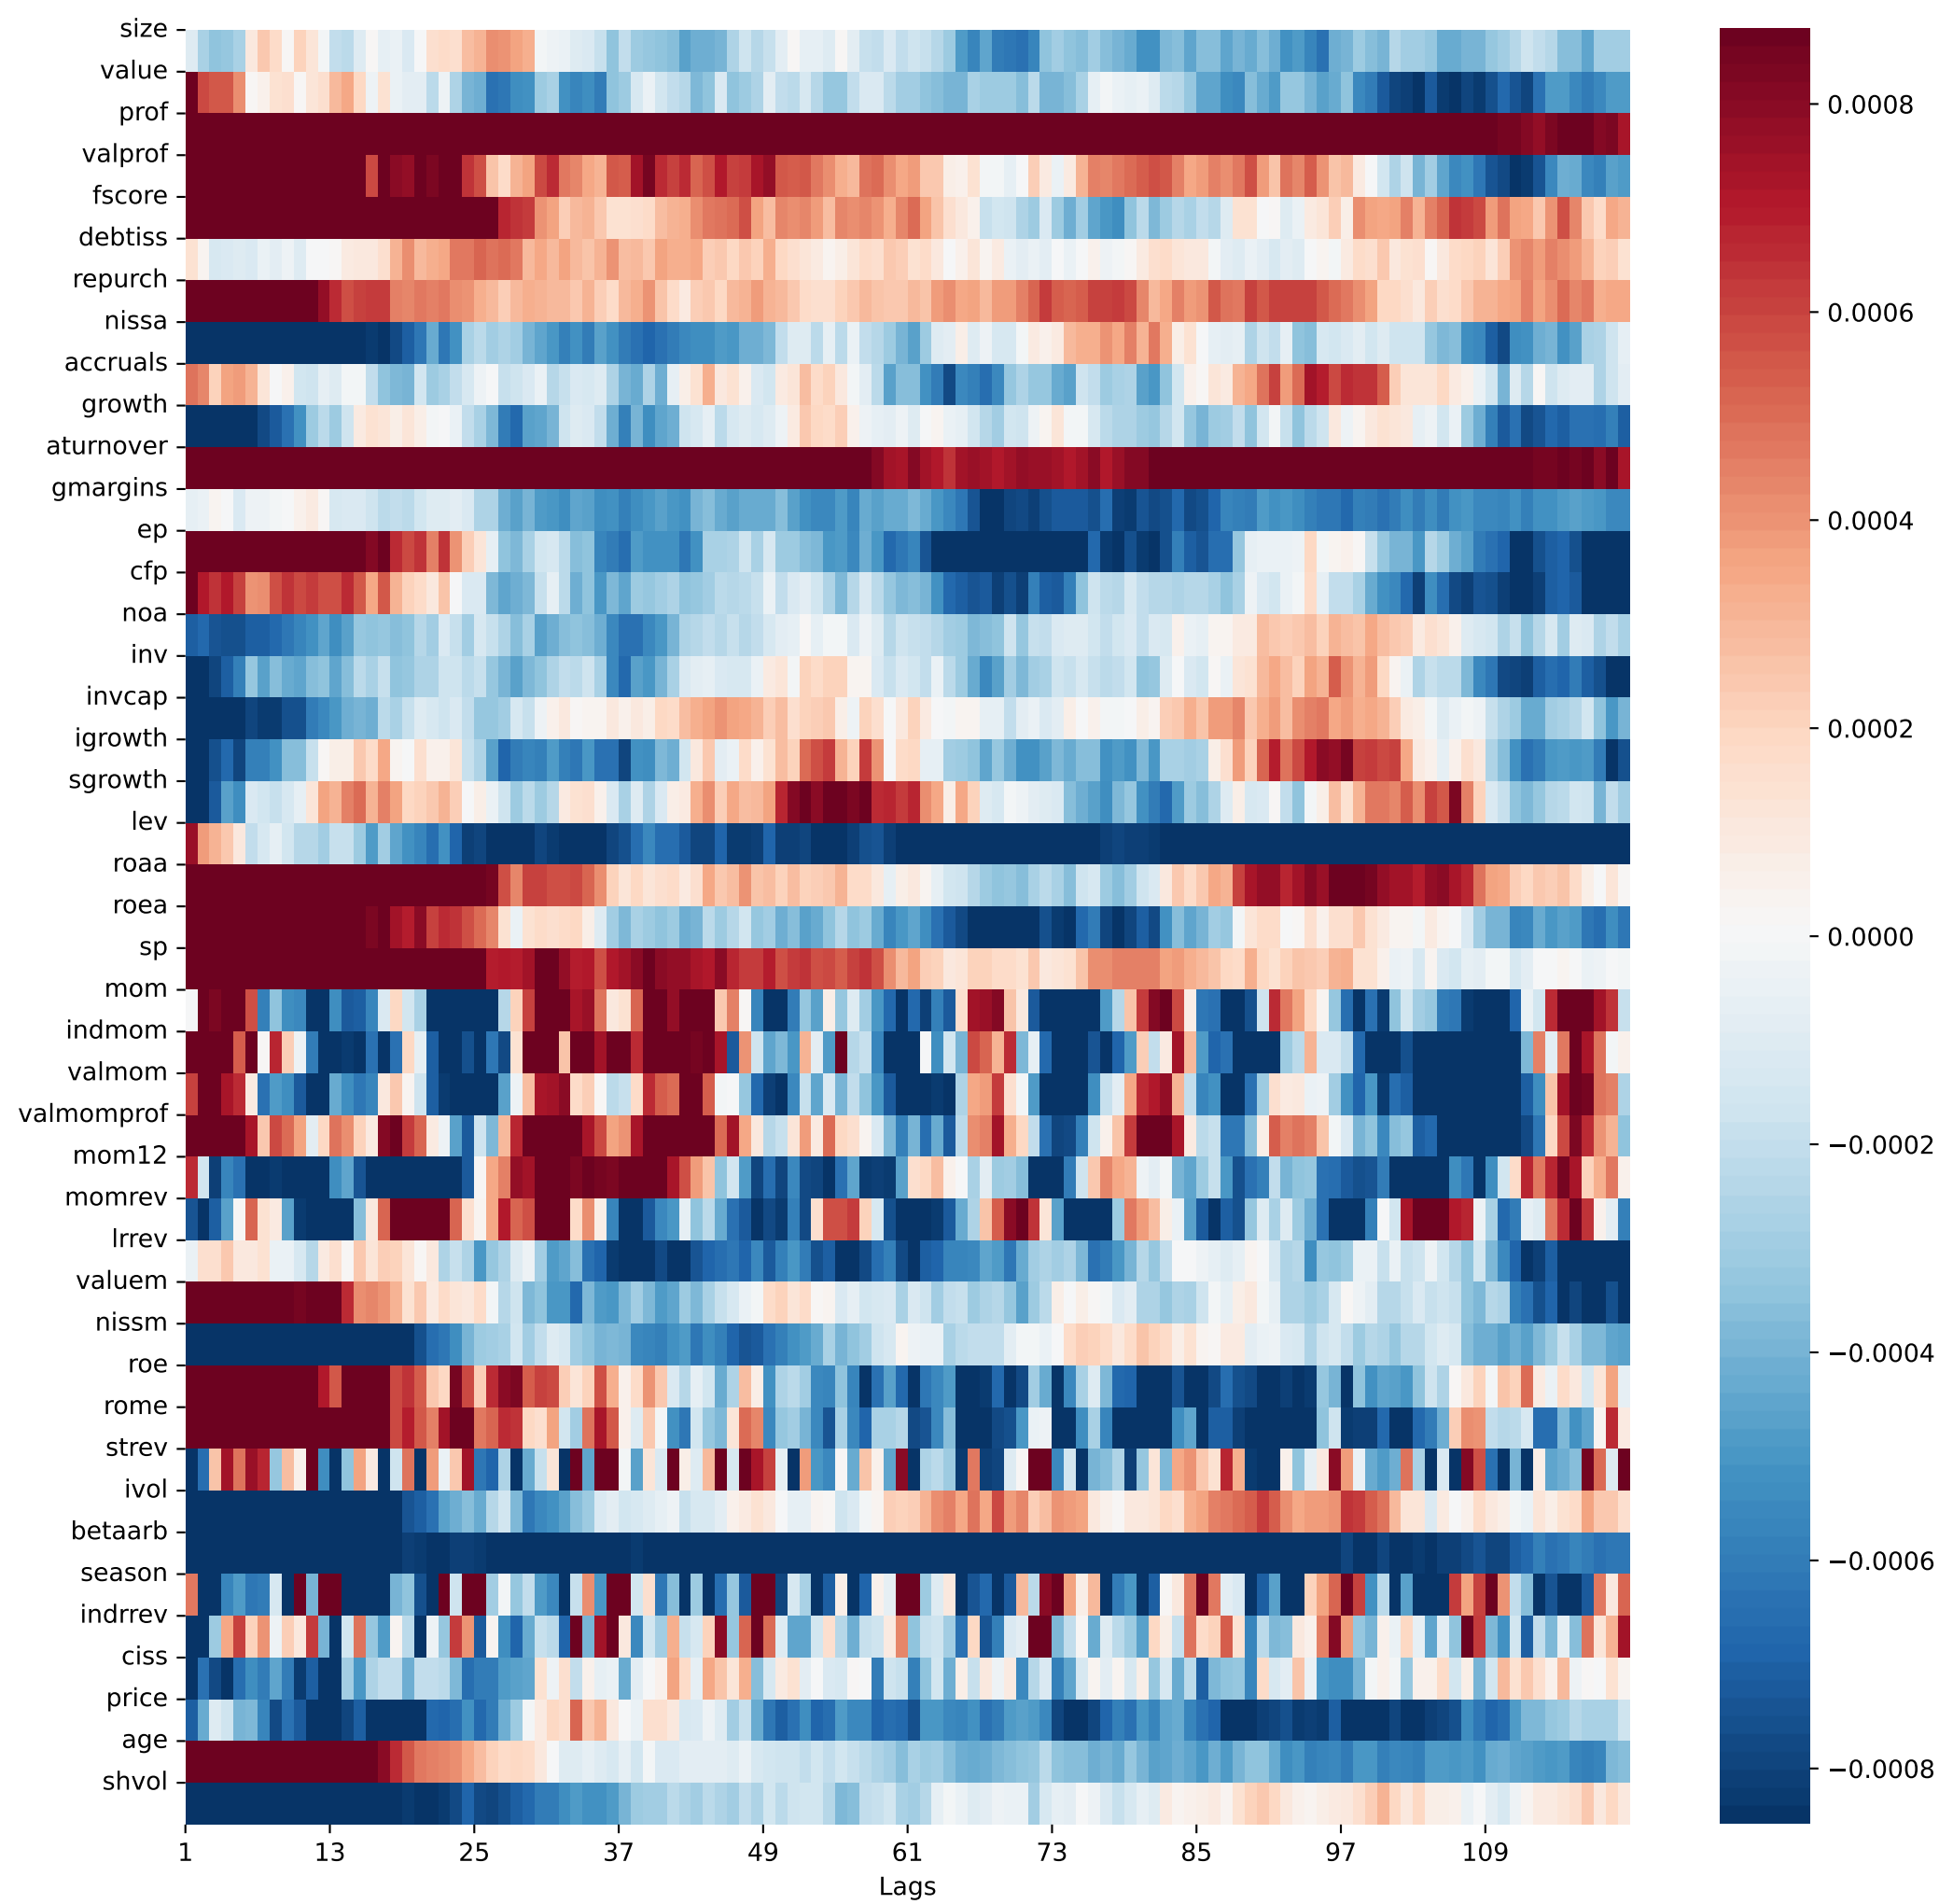 size
value
prof
valprof
fscore
debtiss
repurch
nissa
accruals
growth
aturnover
gmargins
ep
cfp
noa
inv
invcap
igrowth
sgrowth
lev
roaa
roea
sp
mom
indmom
valmom
valmomprof
mom12
momrev
lrrev
valuem
nissm
roe
rome
strev
ivol
betaarb
season
indrrev
ciss
price
age
shvol
1 13 25 37 49 61 73 85 97 109
Lags
0.0008
0.0006
0.0004
0.0002
0.0000
−0.0002
−0.0004
−0.0006
−0.0008